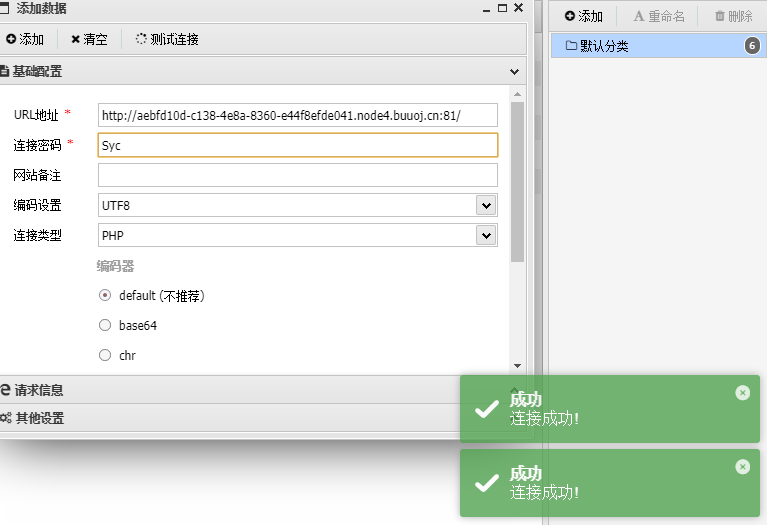 添加数据
添加 清空 测试连接
基础配置
URL地址 * http://aebfd10d-c138-4e8a-8360-e44f8efde041.node4.buuoj.cn:81/
连接密码 * Syc
网站备注
编码设置 UTF8
连接类型 PHP
编码器
default (不推荐)
base64
chr
请求信息
其他设置
添加 重命名 删除
默认分类 6
成功
连接成功!
成功
连接成功!